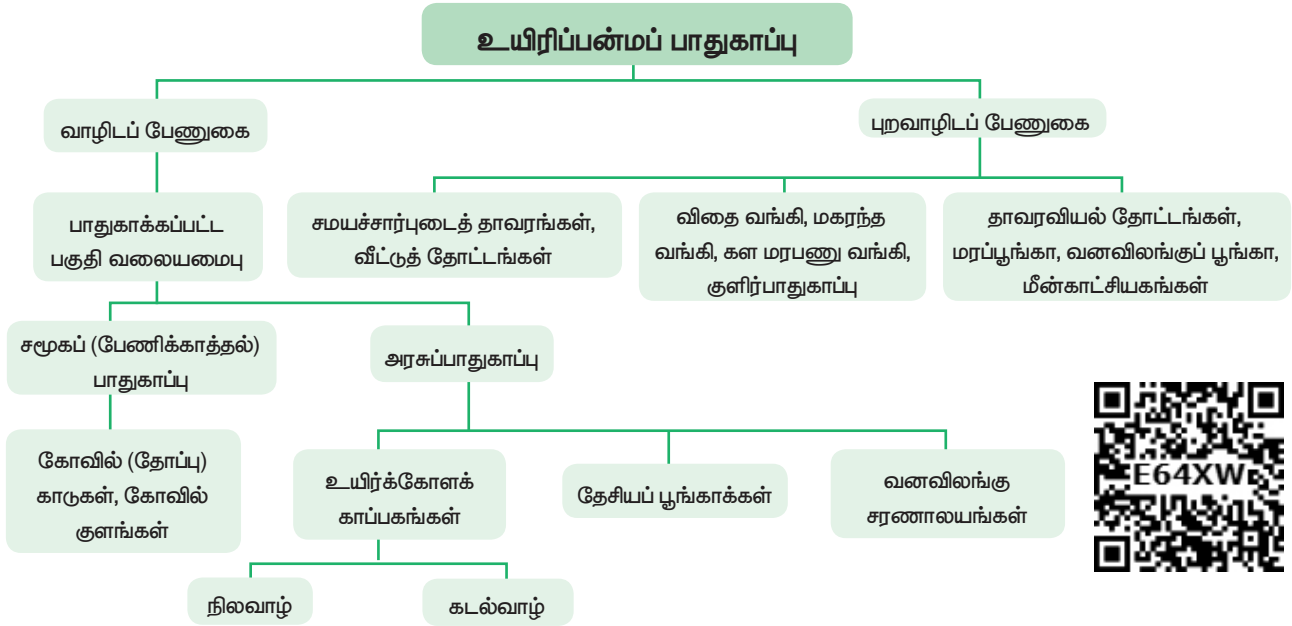 உயிரிப்பன்மப் பாதுகாப்பு
வாழிடப் பேணுகை
புறவாழிடப் பேணுகை
பாதுகாக்கப்பட்ட
பகுதி வலையமைபு
சமயச்சார்புடைத் தாவரங்கள்,
வீட்டுத் தோட்டங்கள்
விதை வங்கி, மகரந்த
வங்கி, கள மரபணு வங்கி,
குளிர்பாதுகாப்பு
தாவரவியல் தோட்டங்கள்,
மரப்பூங்கா, வனவிலங்குப் பூங்கா,
மீன்காட்சியகங்கள்
சமூகப் (பேணிக்காத்தல்)
பாதுகாப்பு
அரசுப்பாதுகாப்பு
கோவில் (தோப்பு)
காடுகள், கோவில்
குளங்கள்
உயிர்க்கோளக்
காப்பகங்கள்
தேசியப் பூங்காக்கள்
வனவிலங்கு
சரணாலயங்கள்
E64XW
நிலவாழ்
கடல்வாழ்